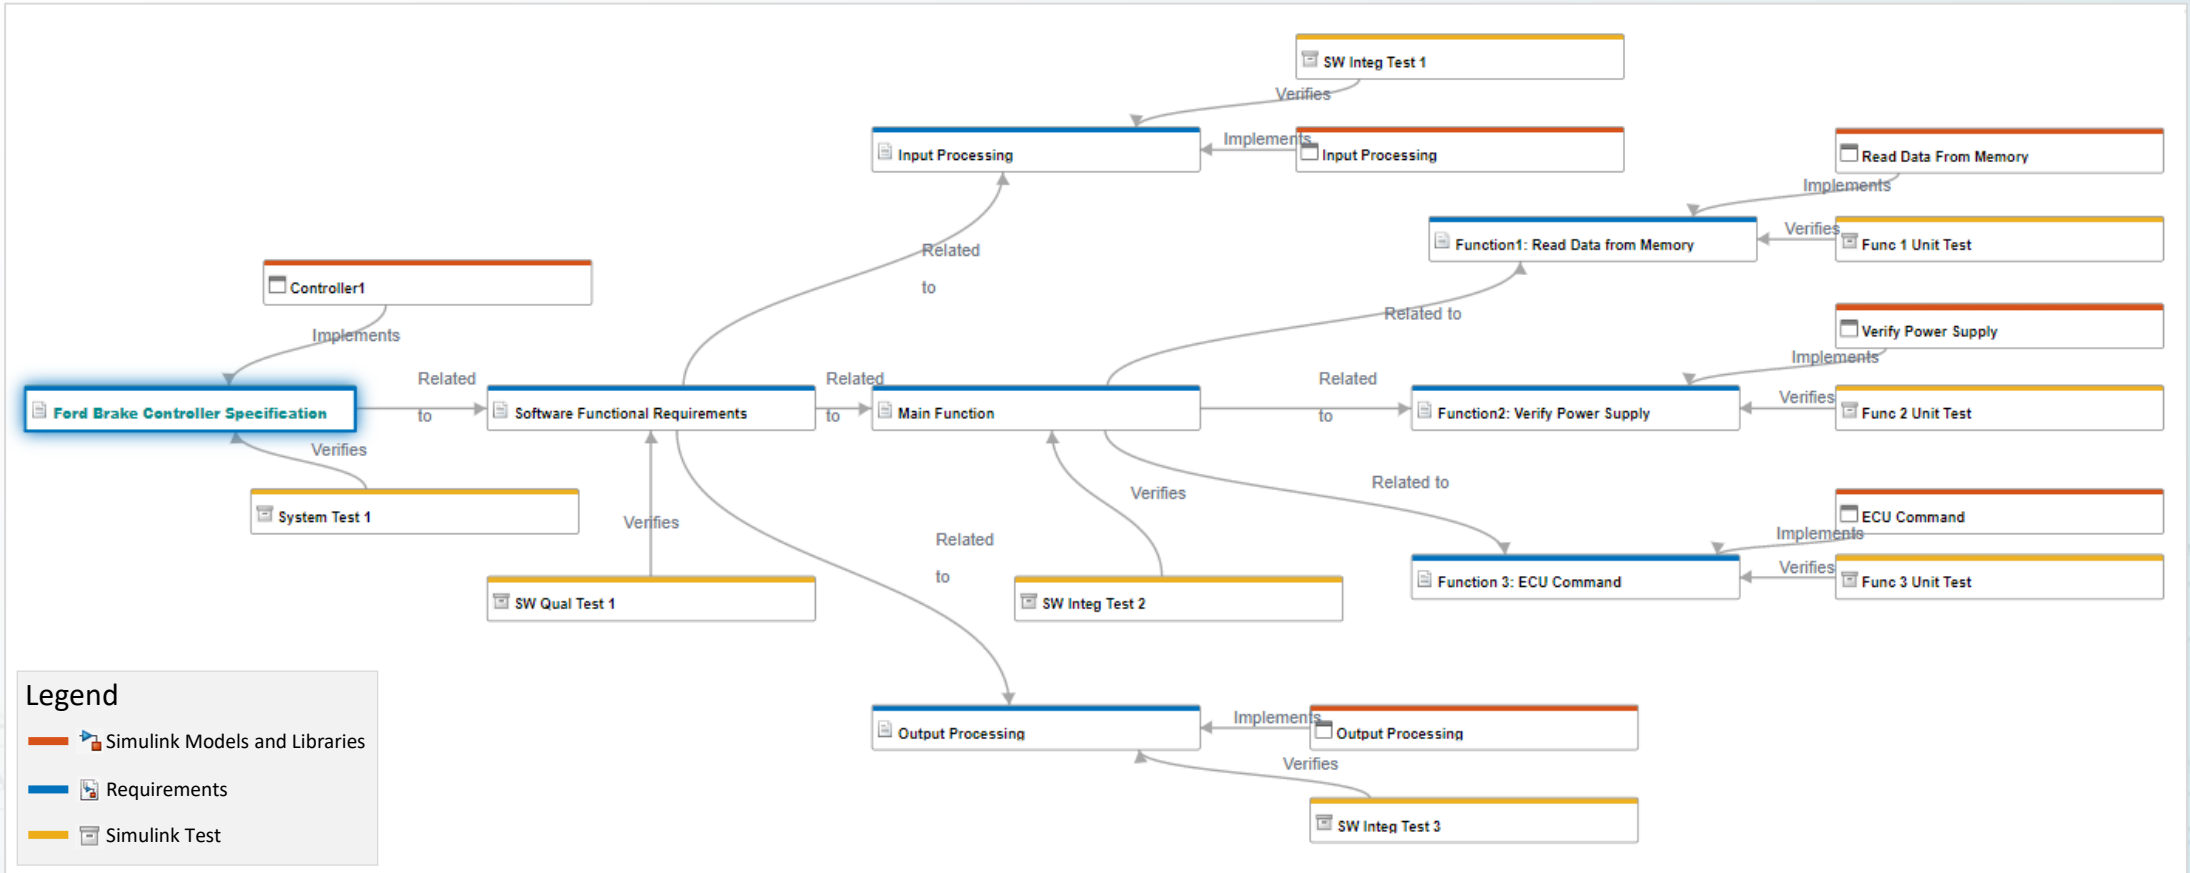 SW Integ Test 1
Verifies
Input Processing
Implements
Input Processing
Read Data From Memory
Implements
Function1: Read Data from Memory
Verifies
Func 1 Unit Test
Related
to
Controller1
Implements
Related to
Verify Power Supply
Implements
Ford Brake Controller Specification
Related
to
Software Functional Requirements
Related
to
Main Function
Related
to
Function2: Verify Power Supply
Verifies
Func 2 Unit Test
Verifies
System Test 1
Verifies
SW Qual Test 1
Related
to
Verifies
SW Integ Test 2
Related to
ECU Command
Implements
Function 3: ECU Command
Verifies
Func 3 Unit Test
Output Processing
Implements
Output Processing
Verifies
SW Integ Test 3
Legend
Simulink Models and Libraries
Requirements
Simulink Test